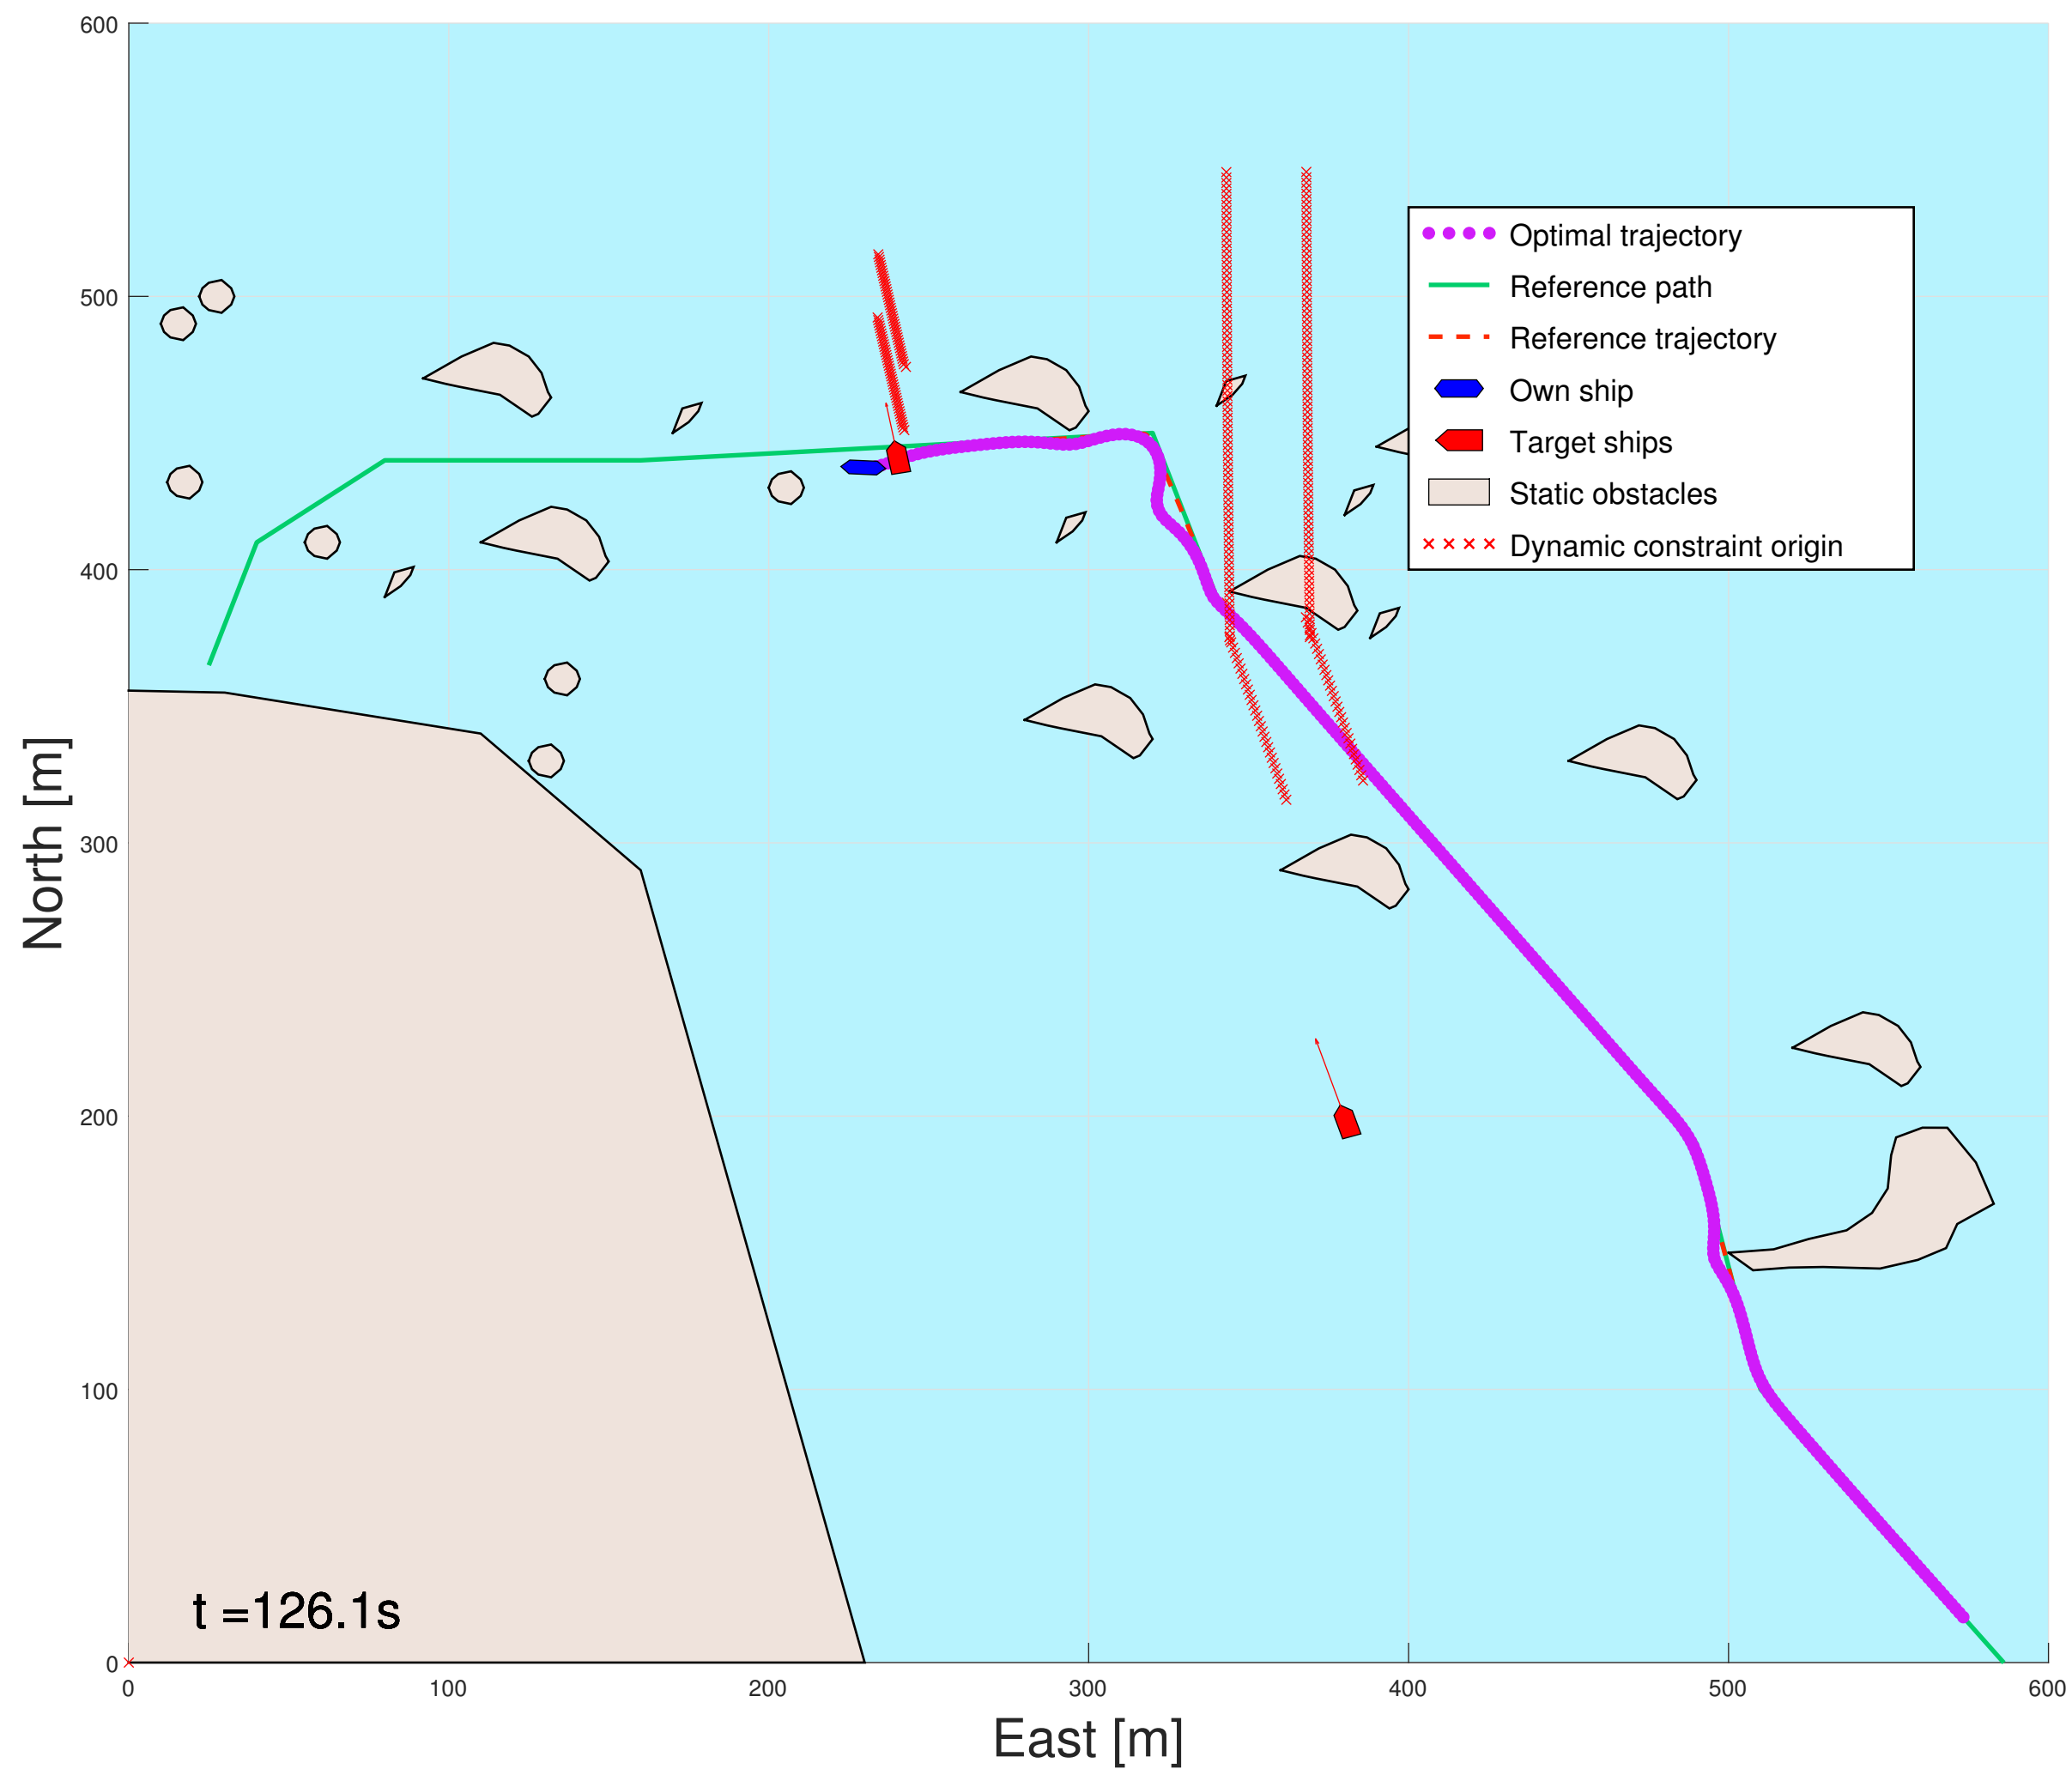 600
500
400
300
200
100
0
North [m]
Optimal trajectory
Reference path
Reference trajectory
Own ship
Target ships
Static obstacles
Dynamic constraint origin
t =126.1s
0 100 200 300 400 500 600
East [m]